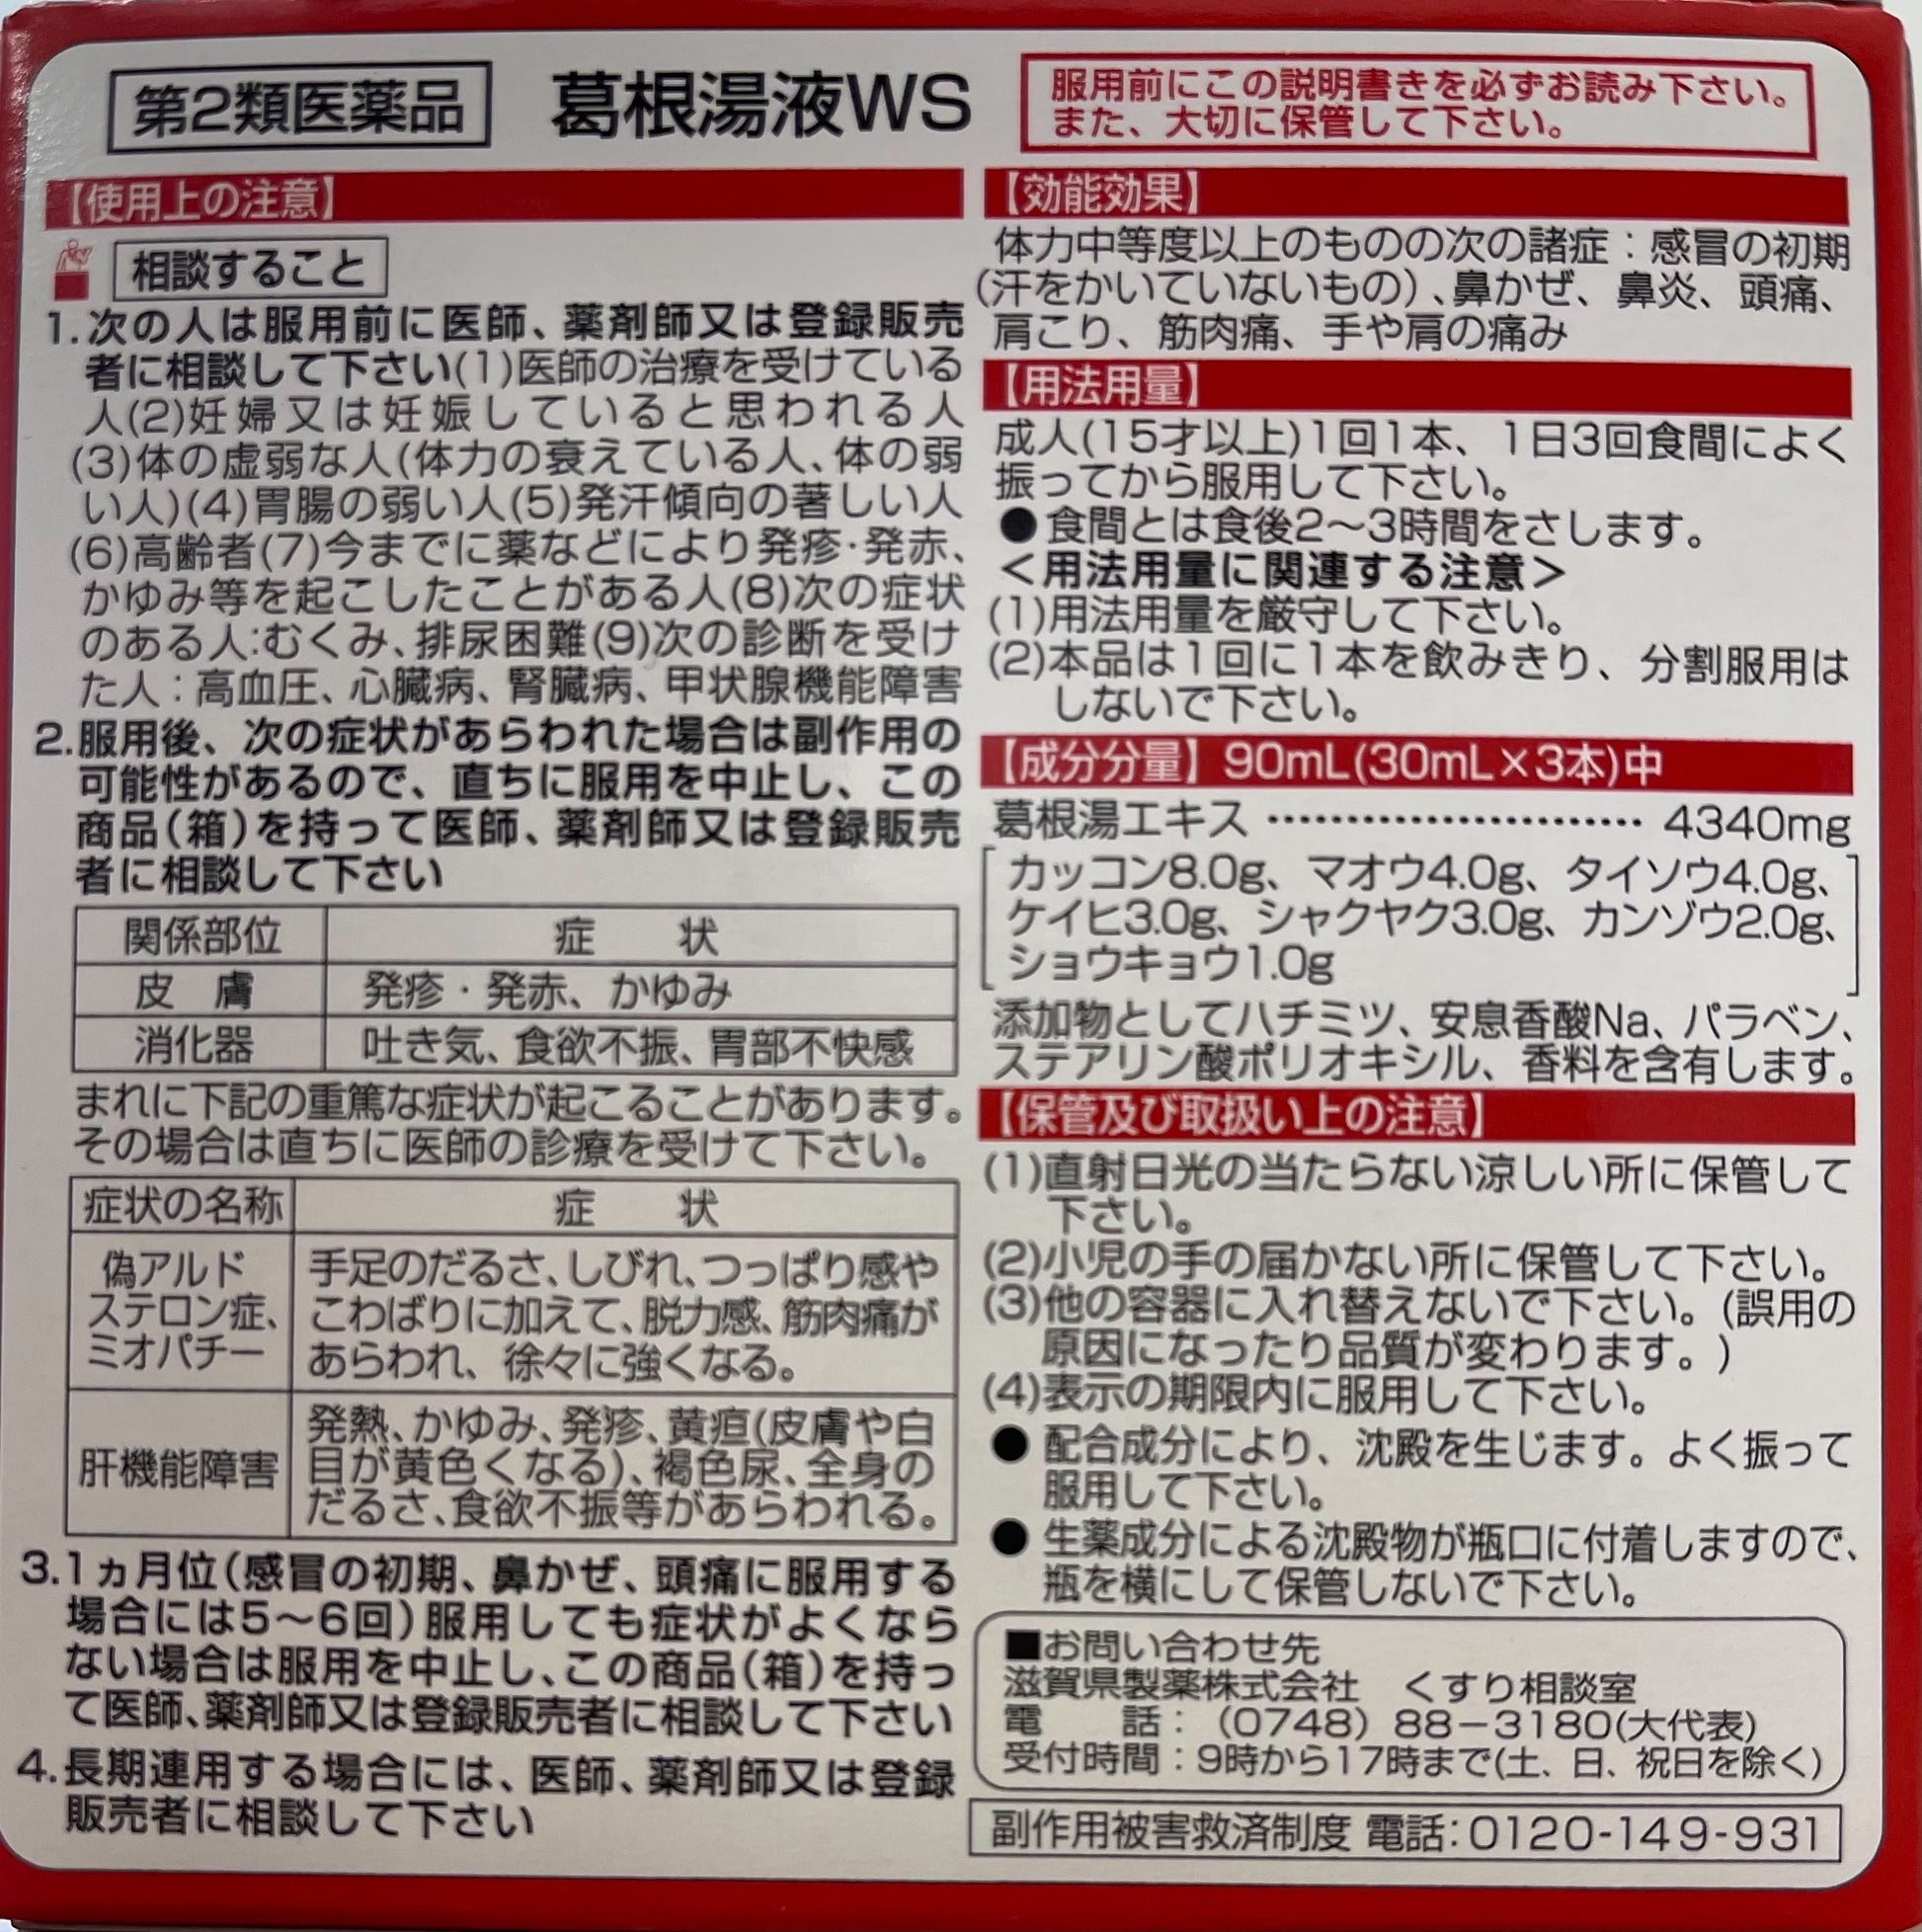 第2類医薬品
葛根湯液WS
服用前にこの説明書きを必ずお読み下さい。
また、大切に保管して下さい。
【使用上の注意】
相談すること
1.次の人は服用前に医師、薬剤師又は登録販売
者に相談して下さい(1)医師の治療を受けている
人(2)妊婦又は妊娠していると思われる人
(3)体の虚弱な人(体力の衰えている人、体の弱
い人)(4)胃腸の弱い人(5)発汗傾向の著しい人
(6)高齢者(7)今までに薬などにより発疹・発赤、
かゆみ等を起こしたことがある人(8)次の症状
のある人:むくみ、排尿困難(9)次の診断を受け
た人：高血圧、心臓病、腎臓病、甲状腺機能障害
2.服用後、次の症状があらわれた場合は副作用の
可能性があるので、直ちに服用を中止し、この
商品(箱)を持って医師、薬剤師又は登録販売
者に相談して下さい
関係部位 症 状
皮 膚 発疹・発赤、かゆみ
消化器 吐き気、食欲不振、胃部不快感
まれに下記の重篤な症状が起こることがあります。
その場合は直ちに医師の診療を受けて下さい。
症状の名称 症 状
偽アルド
ステロン症、
ミオパチー
手足のだるさ、しびれ、つっぱり感や
こわばりに加えて、脱力感、筋肉痛が
あらわれ、徐々に強くなる。
肝機能障害
発熱、かゆみ、発疹、黄疸(皮膚や白
目が黄色くなる)、褐色尿、全身の
だるさ、食欲不振等があらわれる。
3.1ヵ月位(感冒の初期、鼻かぜ、頭痛に服用する
場合には5～6回)服用しても症状がよくなら
ない場合は服用を中止し、この商品(箱)を持っ
て医師、薬剤師又は登録販売者に相談して下さい
4.長期連用する場合には、医師、薬剤師又は登録
販売者に相談して下さい
【効能効果】
体力中等度以上のものの次の諸症：感冒の初期
(汗をかいていないもの)、鼻かぜ、鼻炎、頭痛、
肩こり、筋肉痛、手や肩の痛み
【用法用量】
成人(15才以上)1回1本、1日3回食間によく
振ってから服用して下さい。
●食間とは食後2～3時間をさします。
＜用法用量に関連する注意＞
(1)用法用量を厳守して下さい。
(2)本品は1回に1本を飲みきり、分割服用は
しないで下さい。
【成分分量】90mL(30mL×3本)中
葛根湯エキス ……………………… 4340mg
カッコン8.0g、マオウ4.0g、タイソウ4.0g、
ケイヒ3.0g、シャクヤク3.0g、カンゾウ2.0g、
ショウキョウ1.0g
添加物としてハチミツ、安息香酸Na、パラベン、
ステアリン酸ポリオキシル、香料を含有します。
【保管及び取扱い上の注意】
(1)直射日光の当たらない涼しい所に保管して
下さい。
(2)小児の手の届かない所に保管して下さい。
(3)他の容器に入れ替えないで下さい。(誤用の
原因になったり品質が変わります。)
(4)表示の期限内に服用して下さい。
●配合成分により、沈殿を生じます。よく振って
服用して下さい。
●生薬成分による沈殿物が瓶口に付着しますので、
瓶を横にして保管しないで下さい。
■お問い合わせ先
滋賀県製薬株式会社 くすり相談室
電 話：(0748)88－3180(大代表)
受付時間：9時から17時まで(土、日、祝日を除く)
副作用被害救済制度 電話:0120-149-931